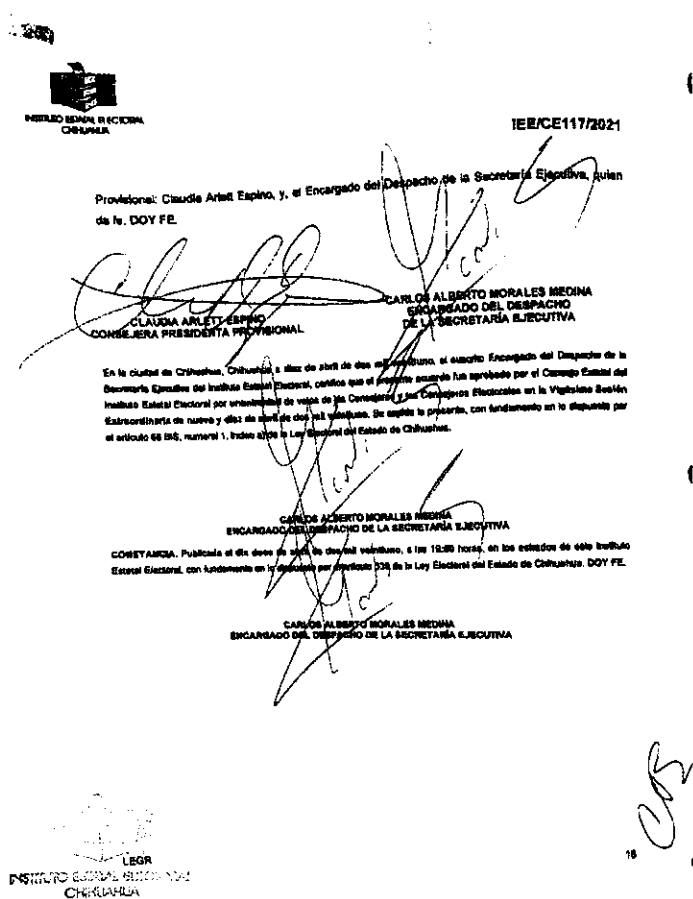 INSTITUTO ESTATAL ELECTORAL
CHIHUAHUA
IEE/CE117/2021
Provisional: Claudia Arlett Espino, y, el Encargado del Despacho de la Secretaría Ejecutiva, quien
da fe. DOY FE.
CLAUDIA ARLETT ESPINO
CONSEJERA PRESIDENTA PROVISIONAL
CARLOS ALBERTO MORALES MEDINA
ENCARGADO DEL DESPACHO
DE LA SECRETARÍA EJECUTIVA
En la ciudad de Chihuahua, Chihuahua a diez de abril de dos mil veintiuno, el suscrito Encargado del Despacho de la
Secretaría Ejecutiva del Instituto Estatal Electoral, certifica que el presente acuerdo fue aprobado por el Consejo Estatal del
Instituto Estatal Electoral por unanimidad de votos de las Consejeras y los Consejeros Electorales en la Vigésima Sesión
Extraordinaria de nueve y diez de abril de dos mil veintiuno. Se expide la presente, con fundamento en lo dispuesto por
el artículo 68 BIS, numeral 1, inciso a) de la Ley Electoral del Estado de Chihuahua.
CARLOS ALBERTO MORALES MEDINA
ENCARGADO DEL DESPACHO DE LA SECRETARÍA EJECUTIVA
CONSTANCIA. Publicada el día doce de abril de dos mil veintiuno, a las horas, en los estrados de este Instituto
Estatal Electoral, con fundamento en lo dispuesto por el artículo 339 de la Ley Electoral del Estado de Chihuahua. DOY FE.
CARLOS ALBERTO MORALES MEDINA
ENCARGADO DEL DESPACHO DE LA SECRETARÍA EJECUTIVA
LEGR
16
INSTITUTO ESTATAL ELECTORAL
CHIHUAHUA